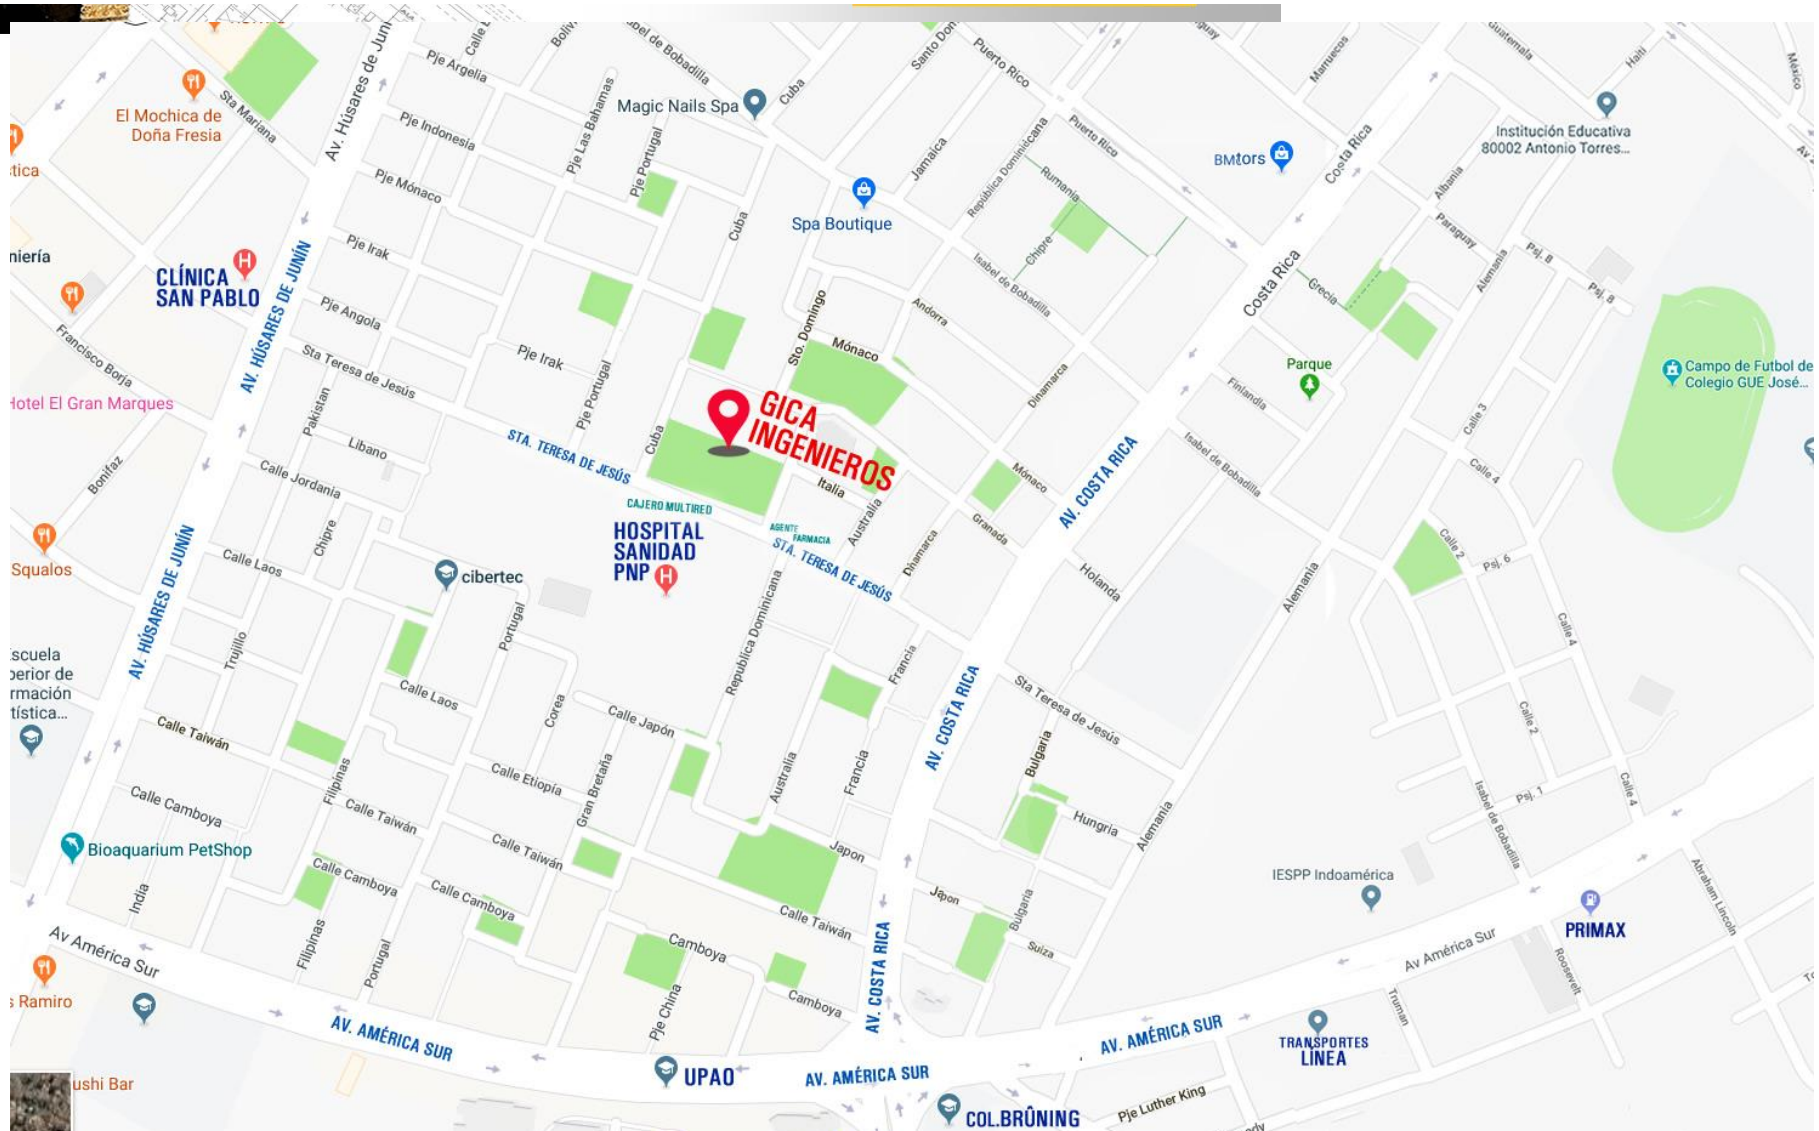 Pje Argelia
Calle
Puerto Rico
Guatemala
Haiti
México
Marruecos
Cuba
Magic Nails Spa
El Mochica de
Doña Fresia
Sta Mariana
Av. Húsares de Junín
Pje Indonesia
Pje Las Bahamas
Pje Portugal
Jamaica
República Dominicana
Puerto Rico
Rumania
Costa Rica
Institución Educativa
80002 Antonio Torres...
Albania
Pje Mónaco
Spa Boutique
Cuba
Chipre
Paraguay
Psj. 8
Psj. 8
Pje Irak
CLÍNICA
SAN PABLO
AV. HÚSARES DE JUNÍN
Isabel de Bobadilla
Costa Rica
Grecia
Alemania
Pje Angola
Sto. Domingo
Andorra
Mónaco
Francisco Borja
Sta Teresa de Jesús
Pje Irak
Pje Portugal
Dinamarca
Finlandia
Parque
Campo de Futbol de
Colegio GUE José...
Hotel El Gran Marques
Pakistan
Libano
Cuba
GICA
INGENIEROS
STA. TERESA DE JESÚS
Isabel de Bobadilla
Calle 3
Calle 4
Bonifaz
Calle Jordania
Italia
Mónaco
AV. COSTA RICA
CAJERO MULTIRED
HOSPITAL
SANIDAD
PNP
AGENTE
FARMACIA
Australia
Granada
STA. TERESA DE JESÚS
Dinamarca
Squalos
Chipre
Calle Laos
cibertec
Holanda
Alemania
Calle 2
Psj. 6
Calle 4
AV. HÚSARES DE JUNÍN
Trujillo
Portugal
Republica Dominicana
Francia
Calle Laos
Corea
Calle Japón
Sta Teresa de Jesús
Calle 2
Calle Taiwán
AV. COSTA RICA
Bulgaria
Filipinas
Calle Etiopía
Gran Bretaña
Australia
Francia
Calle Camboya
Calle Taiwán
Hungria
Alemania
Isabel de Bobadilla
Psj. 1
Calle 4
Bioaquarium PetShop
Calle Taiwán
Japon
Calle Camboya
Calle Camboya
India
Japon
Bulgaria
IESPP Indoamérica
Abraham Lincoln
Calle Taiwán
Suiza
PRIMAX
Av América Sur
Filipinas
Portugal
Camboya
AV. COSTA RICA
Av América Sur
Roosevelt
Ramiro
Pje China
Camboya
Truman
AV. AMÉRICA SUR
AV. AMÉRICA SUR
TRANSPORTES
LÍNEA
UPAO
AV. AMÉRICA SUR
ushi Bar
COL.BRÛNING
Pje Luther King